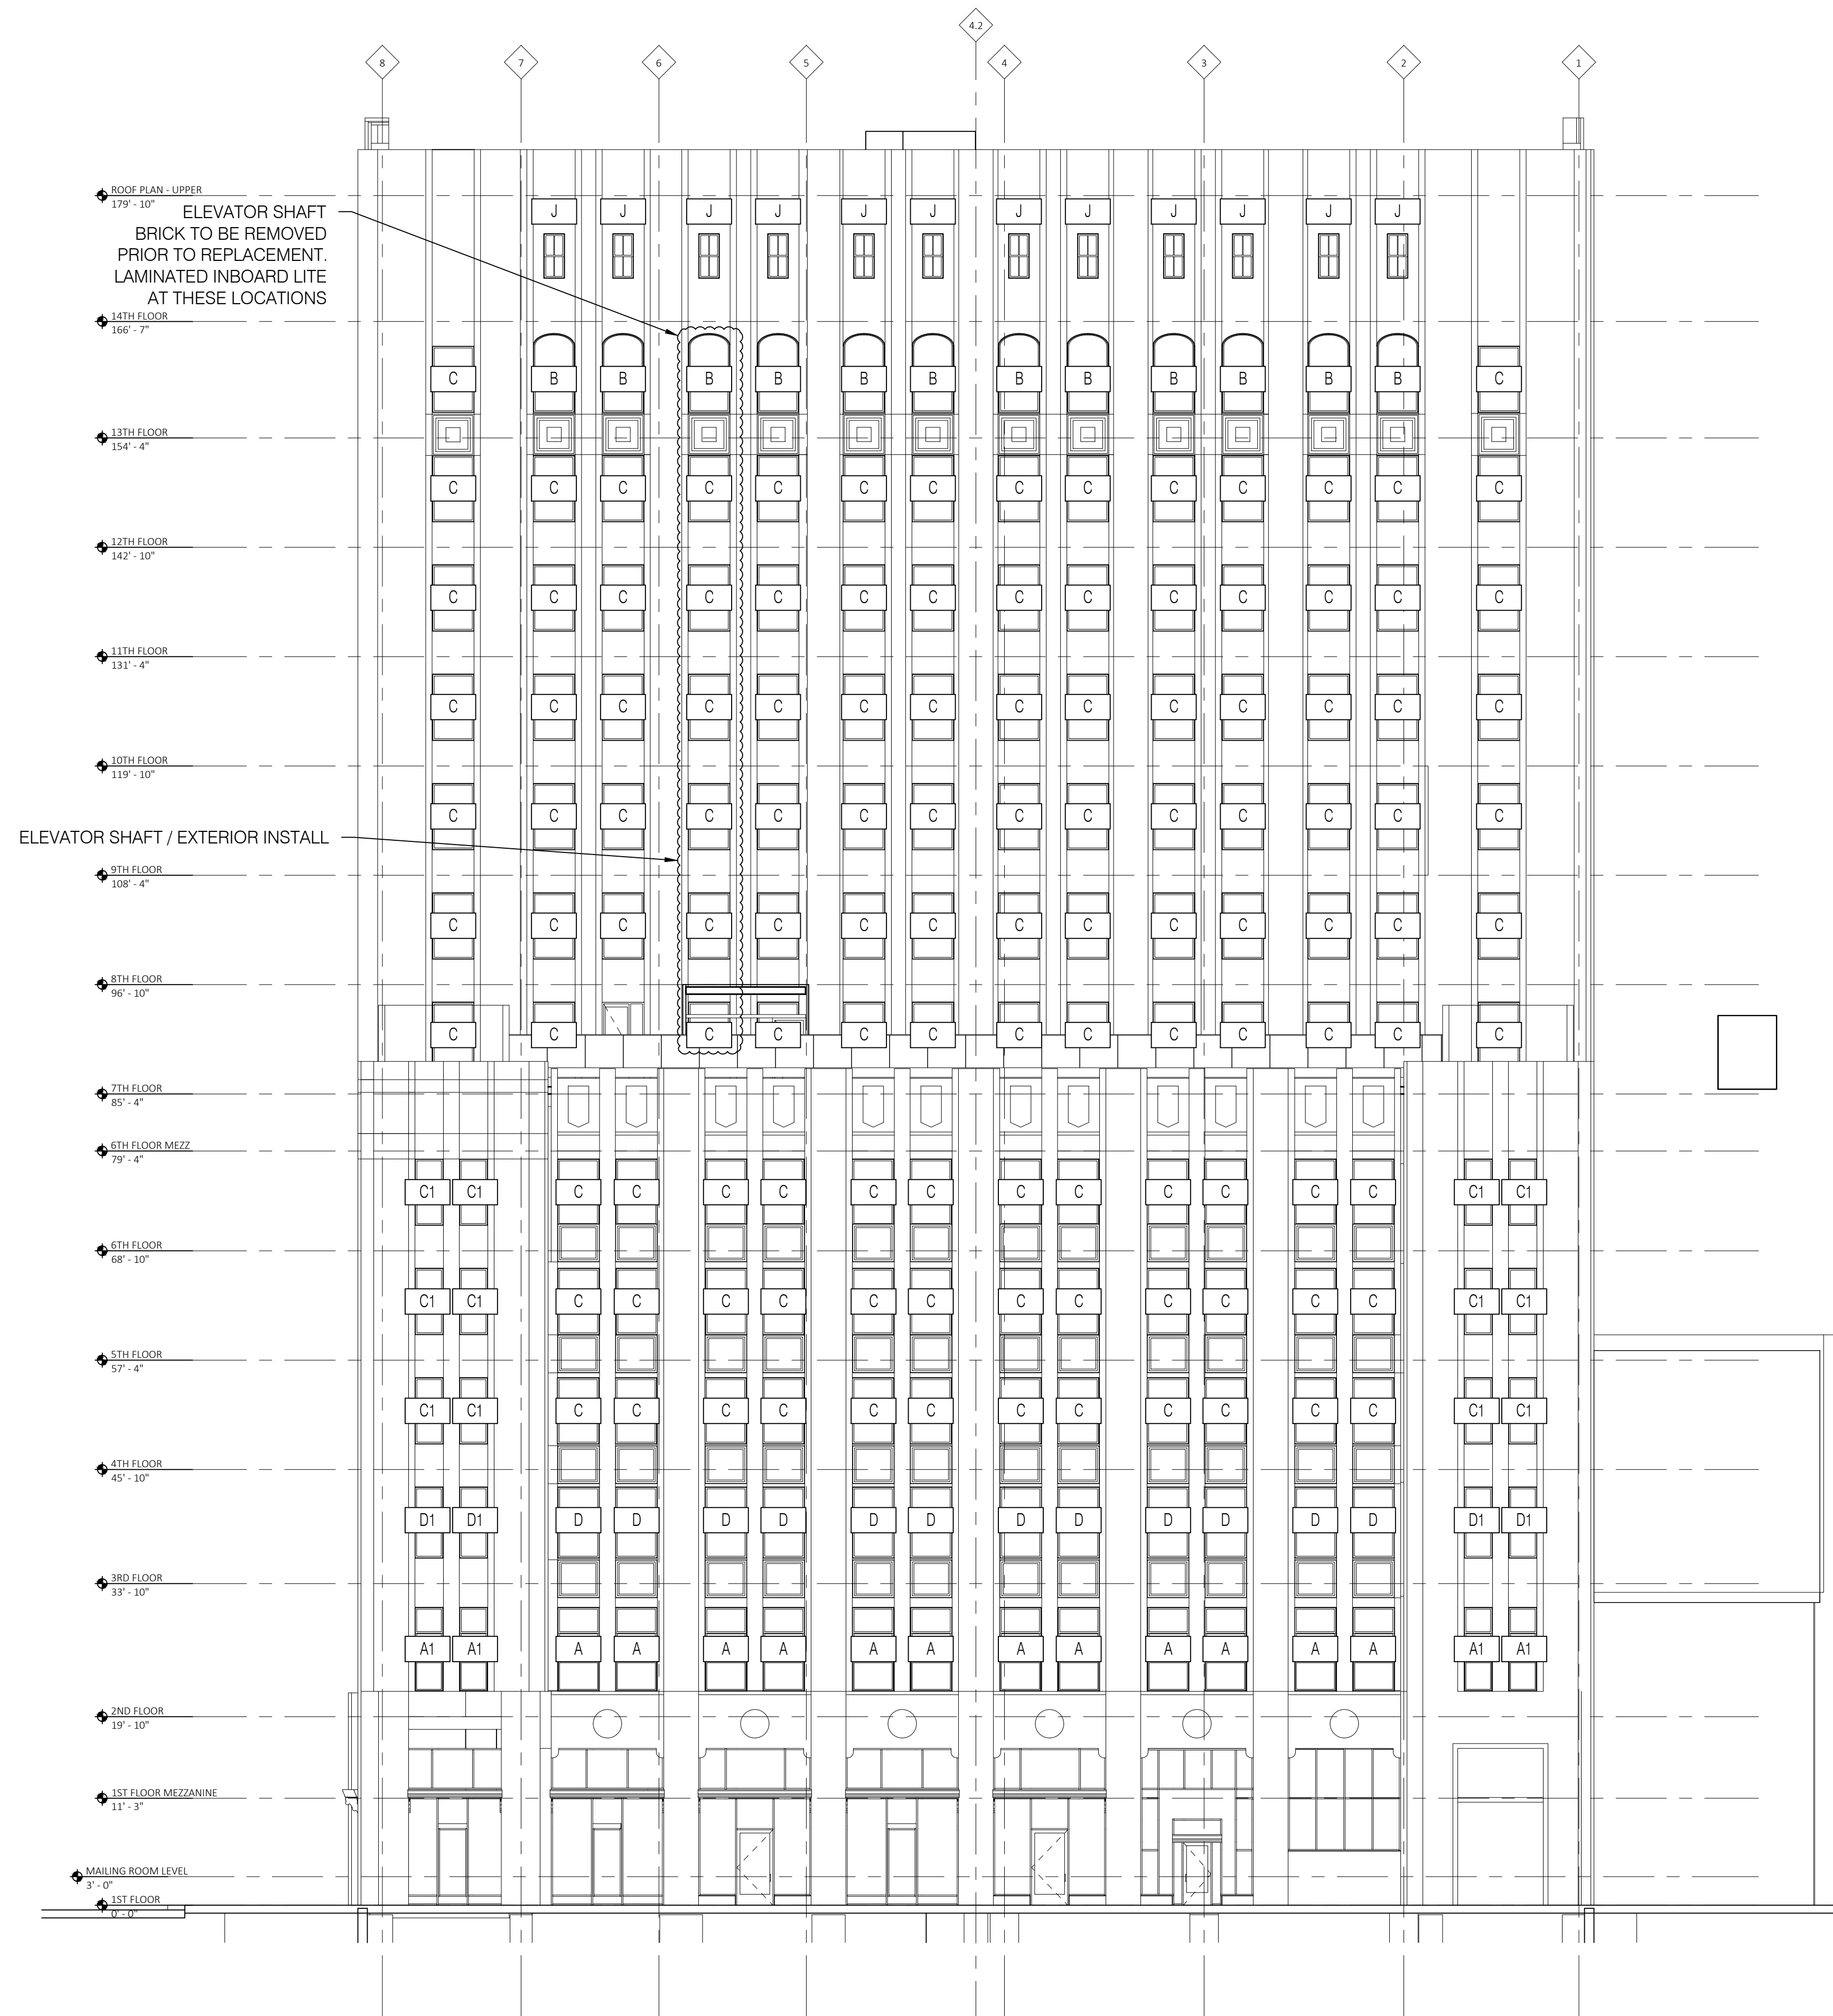 4.2
8 7 6 5 4 3 2 1
ROOF PLAN - UPPER
179' - 10"
ELEVATOR SHAFT
BRICK TO BE REMOVED
PRIOR TO REPLACEMENT.
LAMINATED INBOARD LITE
AT THESE LOCATIONS
J J J J J J J J J J J J
14TH FLOOR
166' - 7"
C B B B B B B B B B B B B C
13TH FLOOR
154' - 4"
C C C C C C C C C C C C C C
12TH FLOOR
142' - 10"
C C C C C C C C C C C C C C
11TH FLOOR
131' - 4"
C C C C C C C C C C C C C C
10TH FLOOR
119' - 10"
C C C C C C C C C C C C C C
ELEVATOR SHAFT / EXTERIOR INSTALL
9TH FLOOR
108' - 4"
C C C C C C C C C C C C C C
8TH FLOOR
96' - 10"
C C C C C C C C C C C C C
7TH FLOOR
85' - 4"
6TH FLOOR MEZZ
79' - 4"
C1 C1 C C C C C C C C C C C C C1 C1
6TH FLOOR
68' - 10"
C1 C1 C C C C C C C C C C C C C1 C1
5TH FLOOR
57' - 4"
C1 C1 C C C C C C C C C C C C C1 C1
4TH FLOOR
45' - 10"
D1 D1 D D D D D D D D D D D D D1 D1
3RD FLOOR
33' - 10"
A1 A1 A A A A A A A A A A A A A1 A1
2ND FLOOR
19' - 10"
1ST FLOOR MEZZANINE
11' - 3"
MAILING ROOM LEVEL
3' - 0"
1ST FLOOR
0' - 0"